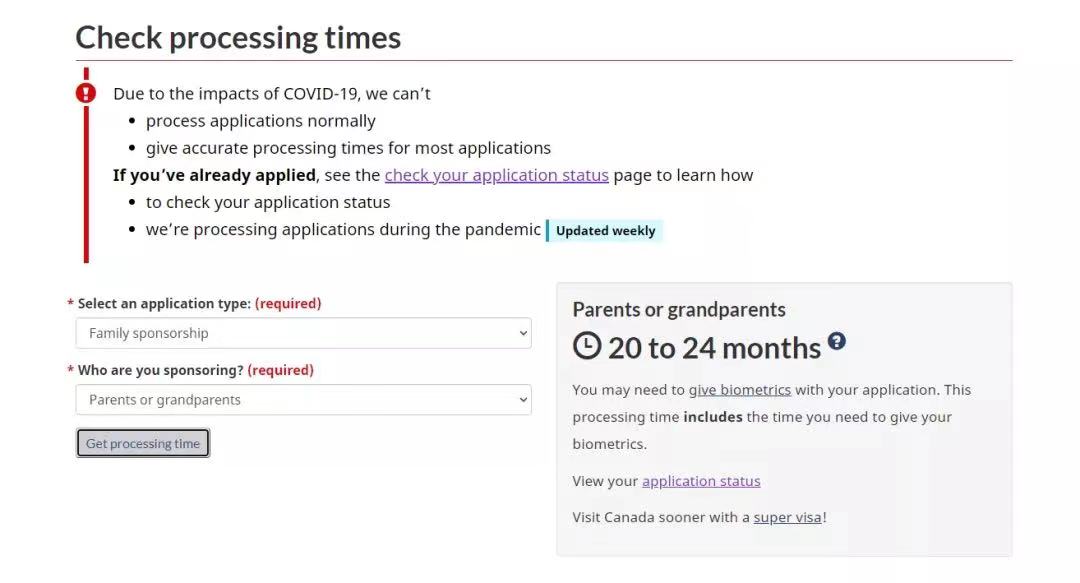 Check processing times
Due to the impacts of COVID-19, we can’t
• process applications normally
• give accurate processing times for most applications
If you’ve already applied, see the check your application status page to learn how
• to check your application status
• we’re processing applications during the pandemic Updated weekly
* Select an application type: (required)
Family sponsorship
* Who are you sponsoring? (required)
Parents or grandparents
Get processing time
Parents or grandparents
20 to 24 months ?
You may need to give biometrics with your application. This
processing time includes the time you need to give your
biometrics.
View your application status
Visit Canada sooner with a super visa!